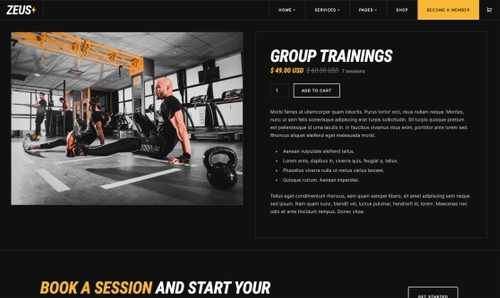 ZEUS
HOME
SERVICES
PAGES
SHOP
BECOME A MEMBER
GROUP TRAININGS
$ 49.00 USD $ 60.00 USD 7 sessions
1
ADD TO CART
Morbi fames at ullamcorper quam lobortis. Purus tortor orci, risus nullam neque. Montes,
nunc ut sem felis scelerisque adipiscing erat turpis sollicitudin. Sit turpis quisque pretium
est pellentesque id urna iaculis in. In faucibus vivamus risus enim, porttitor ante lorem sed.
Rhoncus aliquet eleifend eget malesuada morbi.
Aenean vulputate eleifend tellus.
Lorem ante, dapibus in, viverra quis, feugiat a, tellus.
Phasellus viverra nulla ut metus varius laoreet.
Quisque rutrum. Aenean imperdiet.
Tellus eget condimentum rhoncus, sem quam semper libero, sit amet adipiscing sem neque
sed ipsum. Nam quam nunc, blandit vel, luctus pulvinar, hendrerit id, lorem. Maecenas nec
odio et ante tincidunt tempus. Donec vitae.
BOOK A SESSION AND START YOUR
GET STARTED